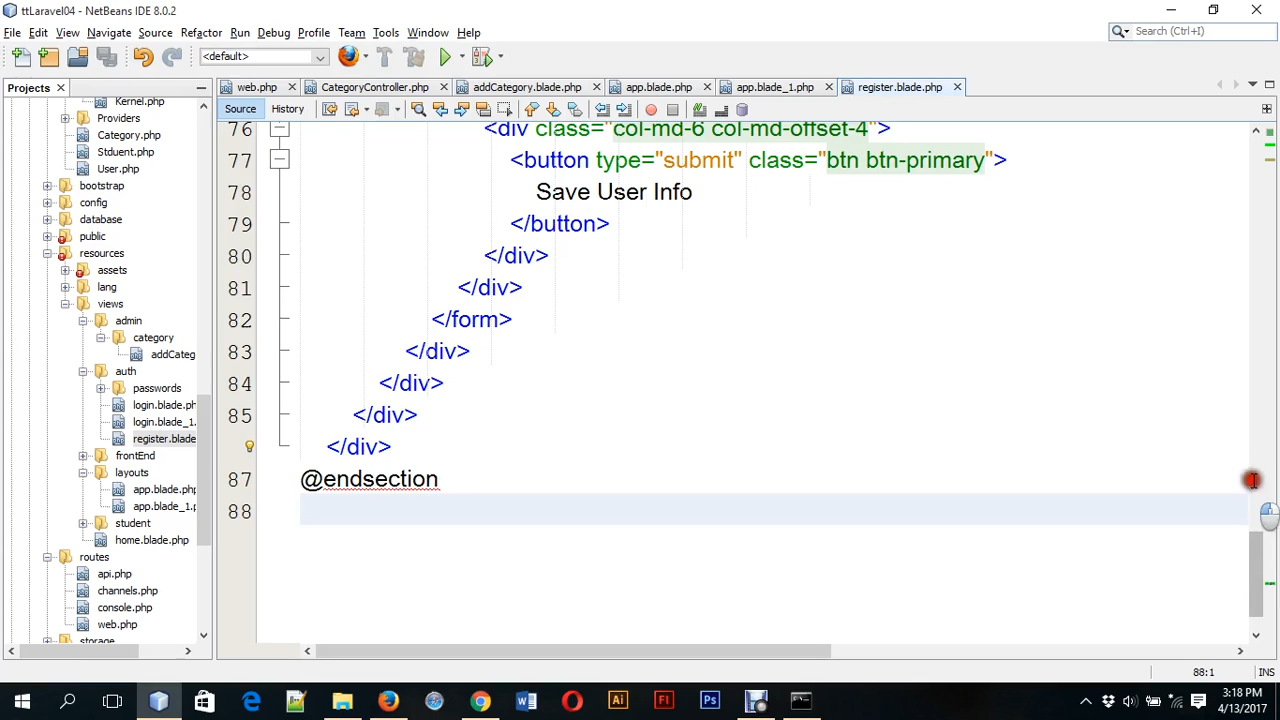 ttLaravel04 - NetBeans IDE 8.0.2
File Edit View Navigate Source Refactor Run Debug Profile Team Tools Window Help
Search (Ctrl+I)
<default>
Projects
web.php CategoryController.php addCategory.blade.php app.blade.php app.blade_1.php register.blade.php
Source History
Kernel.php
Providers
Category.php
Stduent.php
User.php
bootstrap
config
database
public
resources
assets
lang
views
admin
category
addCateg
auth
passwords
login.blade.ph
login.blade_1.
register.blade
frontEnd
layouts
app.blade.php
app.blade_1.p
student
home.blade.php
routes
api.php
channels.php
console.php
web.php
storage
76 <div class="col-md-6 col-md-offset-4">
77 <button type="submit" class="btn btn-primary">
78 Save User Info
79 </button>
80 </div>
81 </div>
82 </form>
83 </div>
84 </div>
85 </div>
</div>
87 @endsection
88
88:1 INS
Ai Fl Ps
3:18 PM
4/13/2017